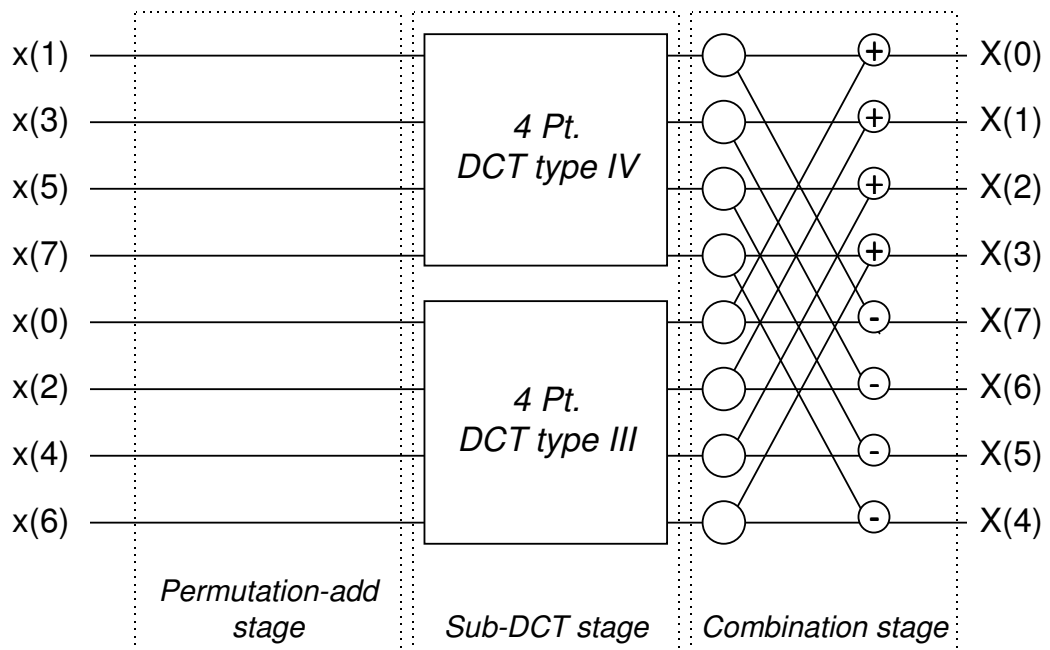 x(1)
x(3)
x(5)
x(7)
x(0)
x(2)
x(4)
x(6)
4 Pt.
DCT type IV
4 Pt.
DCT type III
+
+
+
+
-
-
-
-
X(0)
X(1)
X(2)
X(3)
X(7)
X(6)
X(5)
X(4)
Permutation-add
stage
Sub-DCT stage
Combination stage